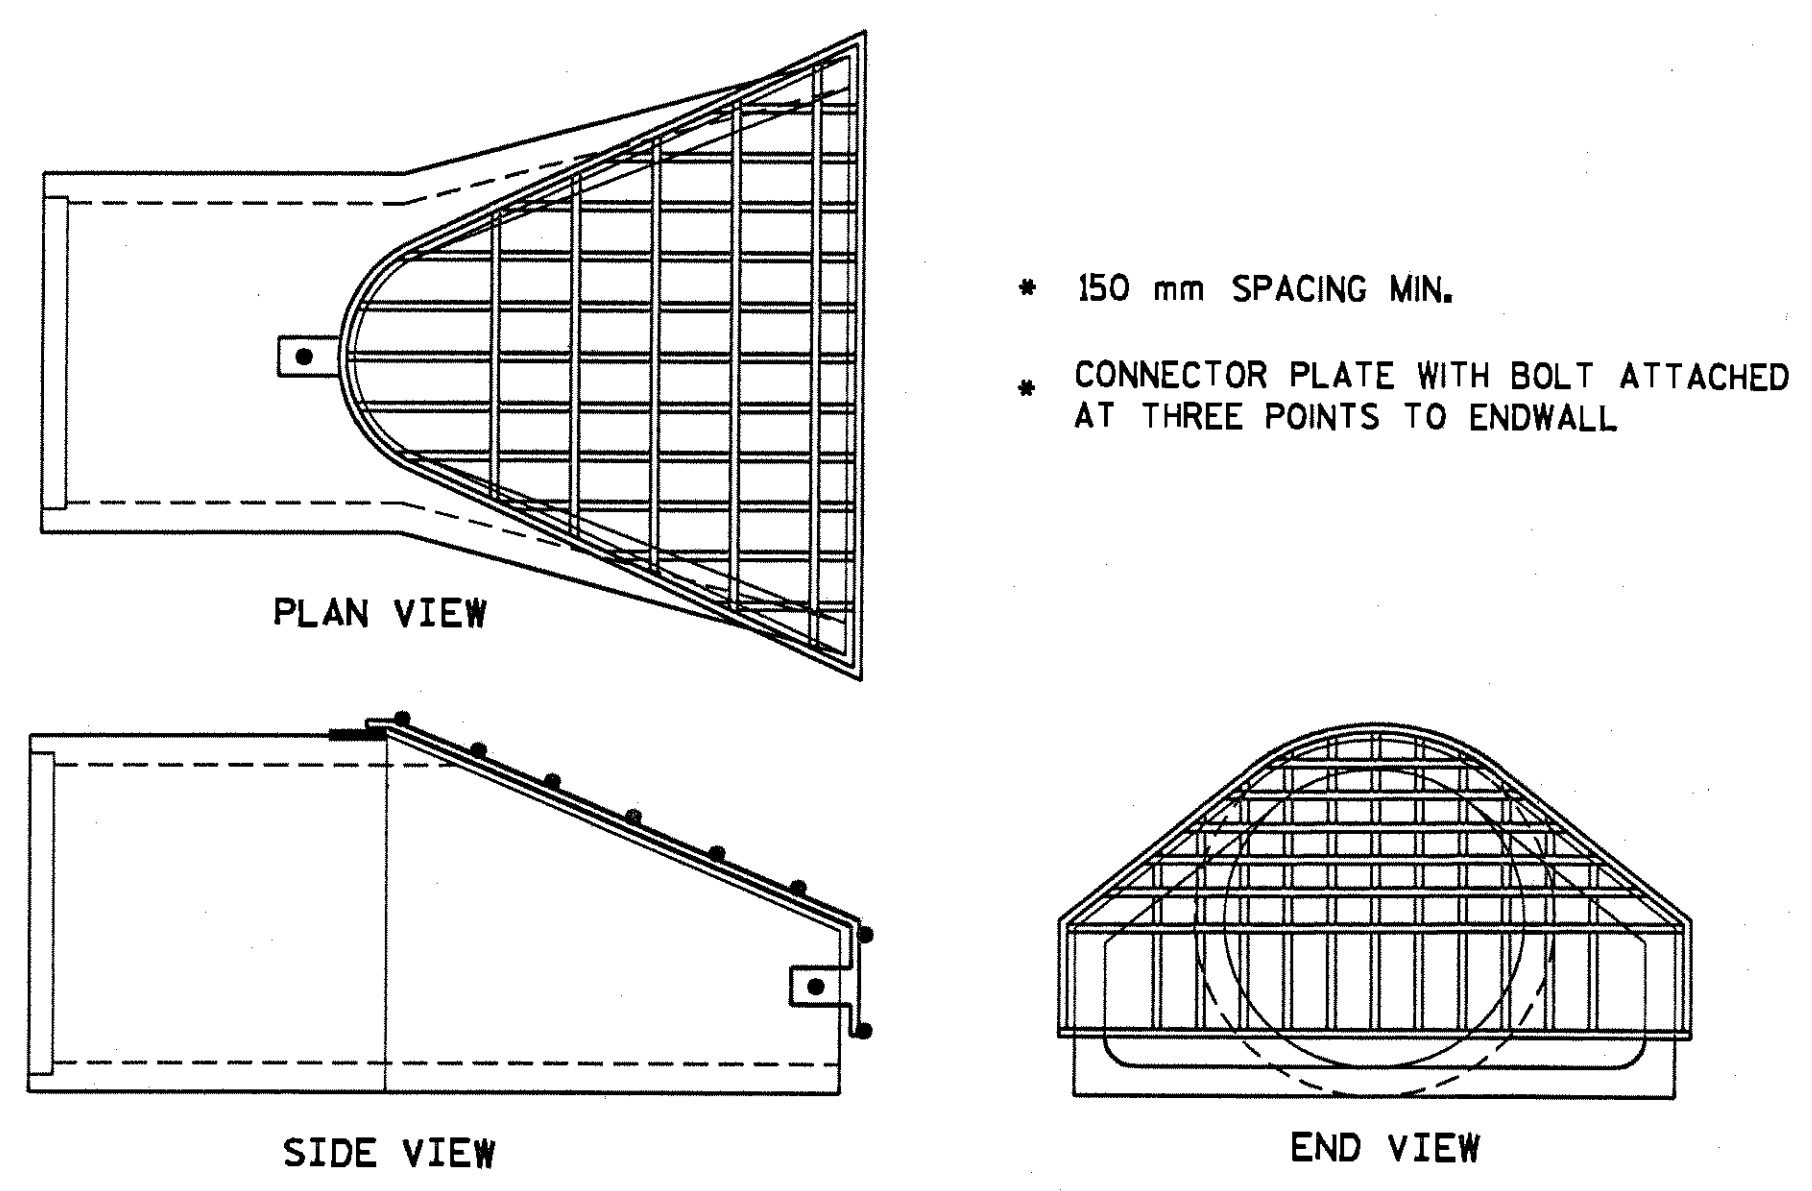 * 150 mm SPACING MIN.
* CONNECTOR PLATE WITH BOLT ATTACHED
AT THREE POINTS TO ENDWALL
PLAN VIEW
SIDE VIEW
END VIEW